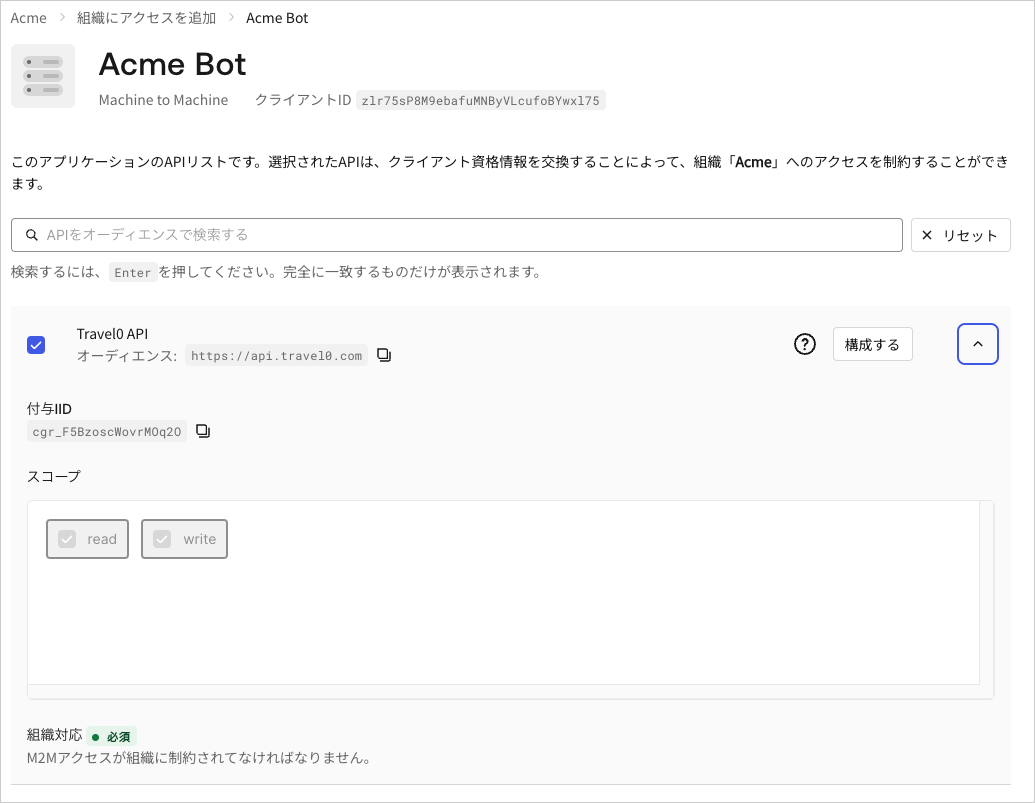 Acme > 組織にアクセスを追加 > Acme Bot
Acme Bot
Machine to Machine クライアントID zlr75sP8M9ebafuMNByVLcufoBYwxl75
このアプリケーションのAPIリストです。選択されたAPIは、クライアント資格情報を交換することによって、組織「Acme」へのアクセスを制約することができ
ます。
APIをオーディエンスで検索する
× リセット
検索するには、 Enter を押してください。完全に一致するものだけが表示されます。
Travel0 API
オーディエンス: https://api.travel0.com
? 構成する
付与IID
cgr_F5BzoscWovrMOq2O
スコープ
read write
組織対応 ● 必須
M2Mアクセスが組織に制約されてなければなりません。